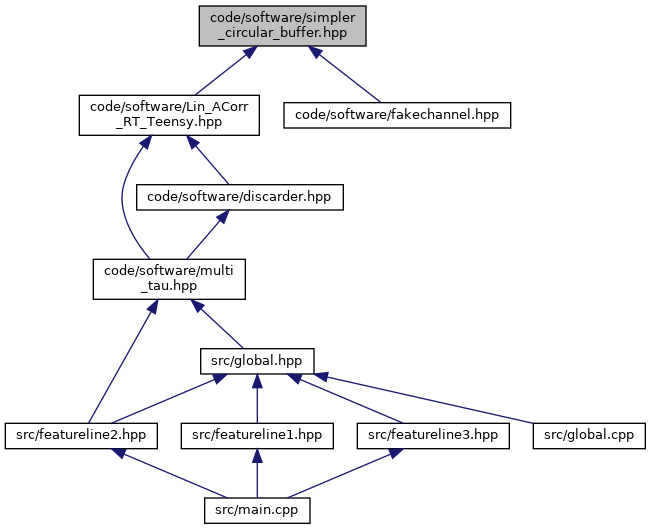 code/software/simpler
_circular_buffer.hpp
code/software/Lin_ACorr
_RT_Teensy.hpp
code/software/fakechannel.hpp
code/software/discarder.hpp
code/software/multi
_tau.hpp
src/global.hpp
src/featureline2.hpp
src/featureline1.hpp
src/featureline3.hpp
src/global.cpp
src/main.cpp